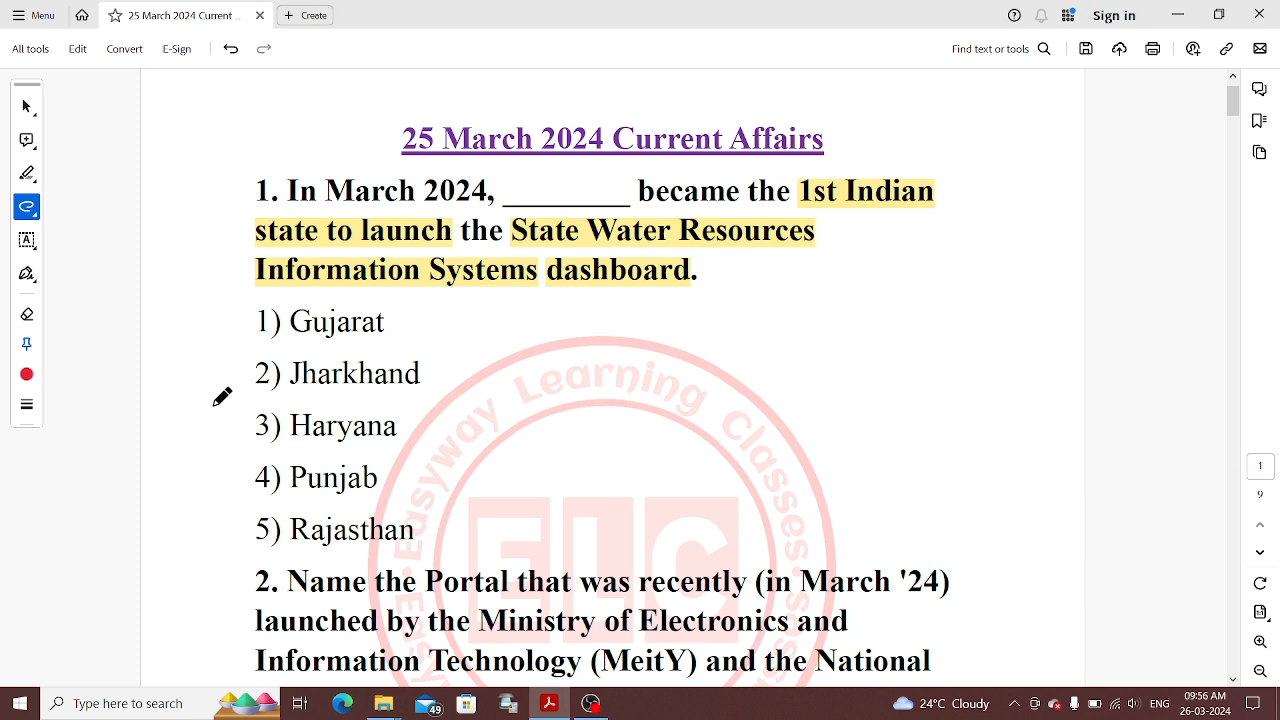 Menu
25 March 2024 Current ...
Create
Sign in
All tools
Edit
Convert
E-Sign
Find text or tools
25 March 2024 Current Affairs
1. In March 2024, _________ became the 1st Indian
state to launch the State Water Resources
Information Systems dashboard.
1) Gujarat
2) Jharkhand
3) Haryana
4) Punjab
5) Rajasthan
2. Name the Portal that was recently (in March '24)
launched by the Ministry of Electronics and
Information Technology (MeitY) and the National
Easyway Learning Classes
ELC
1
9
Type here to search
49
24°C Cloudy
ENG
09:56 AM
26-03-2024